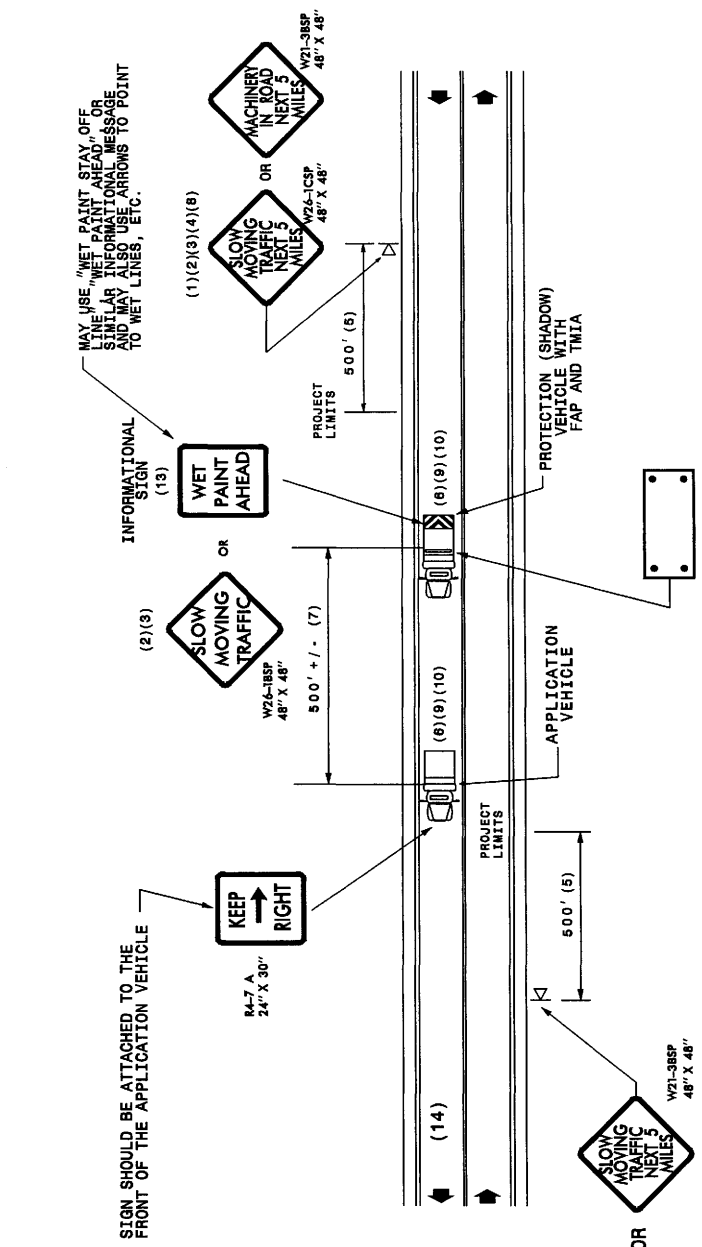 SIGN SHOULD BE ATTACHED TO THE
FRONT OF THE APPLICATION VEHICLE
KEEP
RIGHT
R4-7 A
24" X 30"
(2)(3)
SLOW
MOVING
TRAFFIC
W26-1BSP
48" X 48"
OR
INFORMATIONAL
SIGN
(13)
WET
PAINT
AHEAD
MAY USE "WET PAINT STAY OFF
LINE" "WET PAINT AHEAD", OR
SIMILAR INFORMATIONAL MESSAGE
AND MAY ALSO USE ARROWS TO POINT
TO WET LINES, ETC.
(1)(2)(3)(4)(8)
SLOW
MOVING
TRAFFIC
NEXT 5
MILES
W26-1CSP
48" X 48"
OR
MACHINERY
IN ROAD
NEXT 5
MILES
W21-3BSP
48" X 48"
500' +/- (7)
PROJECT
LIMITS
500' (5)
(14)
(6)(9)(10)
(6)(9)(10)
PROJECT
LIMITS
500' (5)
APPLICATION
VEHICLE
PROTECTION (SHADOW)
VEHICLE WITH
FAP AND TMIA
OR
SLOW
MOVING
TRAFFIC
NEXT 5
MILES
W21-3BSP
48" X 48"